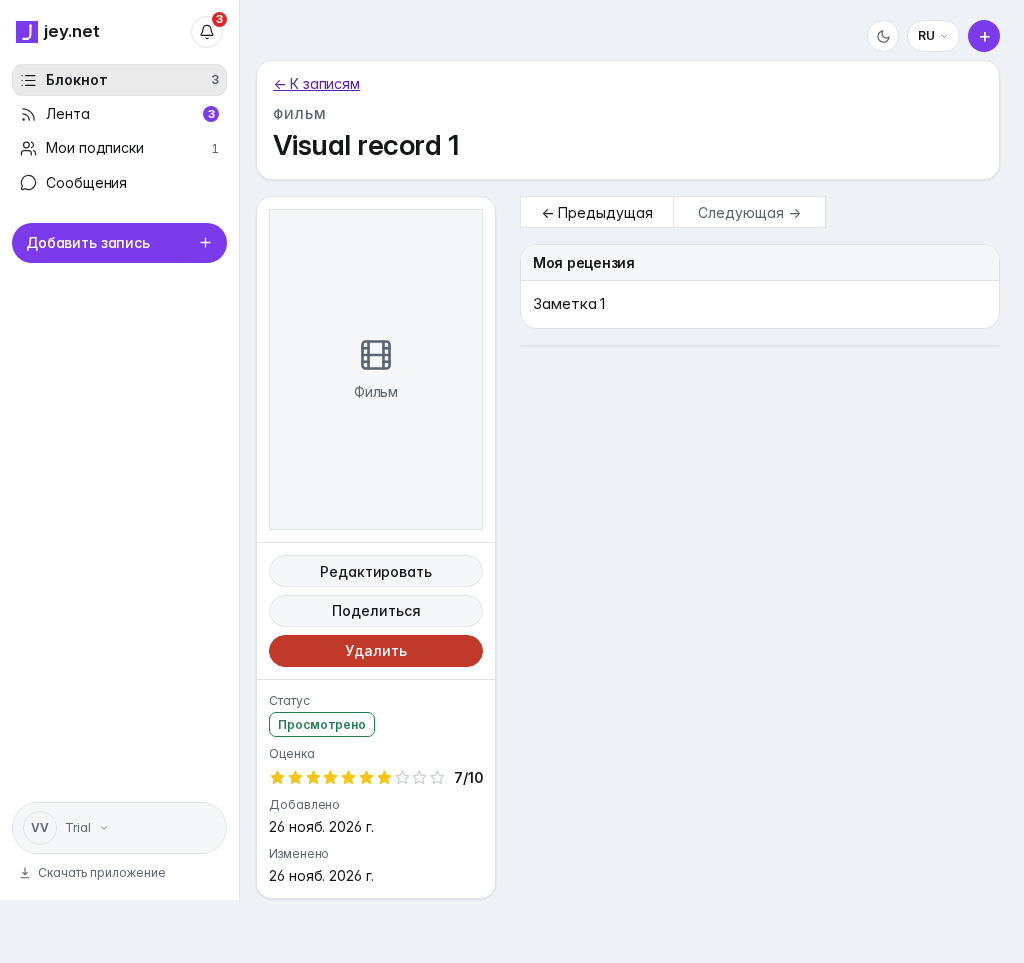 jey.net
3
Блокнот 3
Лента 3
Мои подписки 1
Сообщения
Добавить запись +
VV Trial
Скачать приложение
RU +
← К записям
ФИЛЬМ
Visual record 1
Фильм
Редактировать
Поделиться
Удалить
Статус
Просмотрено
Оценка
7/10
Добавлено
26 нояб. 2026 г.
Изменено
26 нояб. 2026 г.
← Предыдущая Следующая →
Моя рецензия
Заметка 1